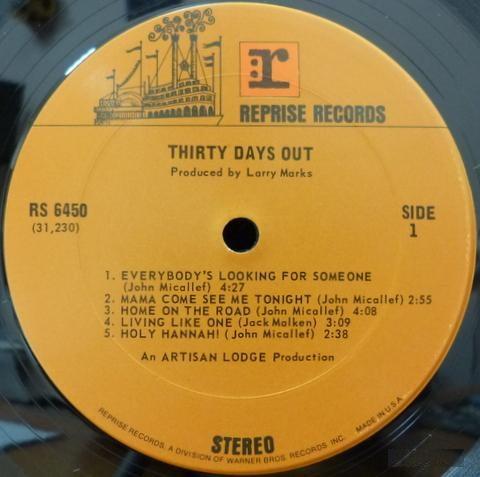 r
REPRISE RECORDS
THIRTY DAYS OUT
Produced by Larry Marks
RS 6450
(31,230)
SIDE
1
1. EVERYBODY'S LOOKING FOR SOMEONE
(John Micallef) 4:27
2. MAMA COME SEE ME TONIGHT (John Micallef) 2:55
3. HOME ON THE ROAD (John Micallef) 4:08
4. LIVING LIKE ONE (Jack Malken) 3:09
5. HOLY HANNAH! (John Micallef) 2:38
An ARTISAN LODGE Production
STEREO
REPRISE RECORDS, A DIVISION OF WARNER BROS. RECORDS INC. MADE IN U.S.A.